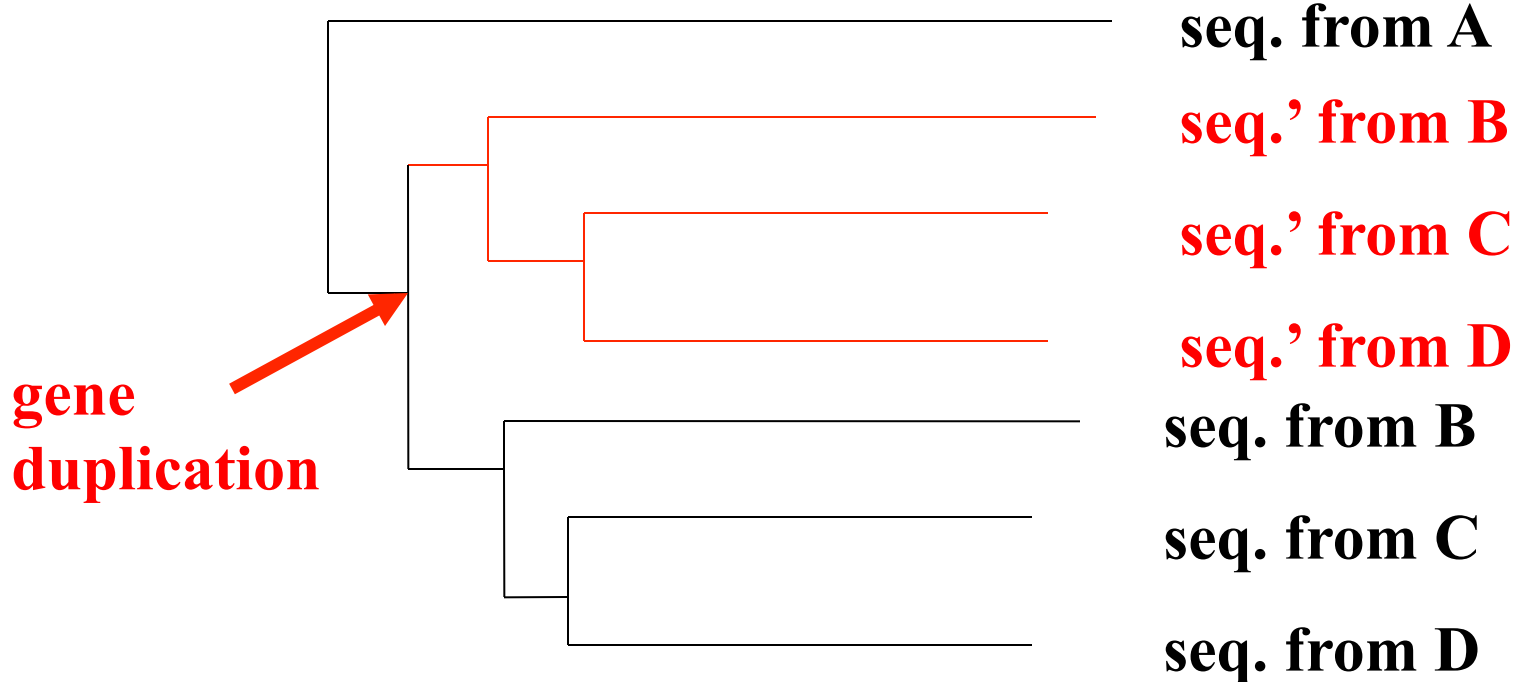 seq. from A
seq.’ from B
seq.’ from C
seq.’ from D
gene
duplication
seq. from B
seq. from C
seq. from D